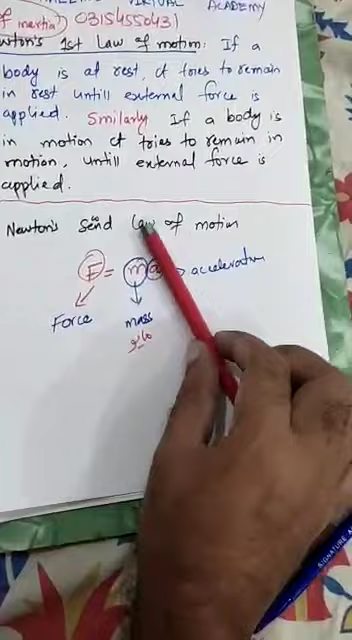 VIRTUAL ACADEMY
of inertia) 03154550431
wton's 1st Law of motion: If a
body is at rest, it tries to remain
in rest untill external force is
applied. Similarly If a body is
in motion it tries to remain in
motion, untill external force is
applied.
Newton's law of motion
F = m a → acceleration
Force mass